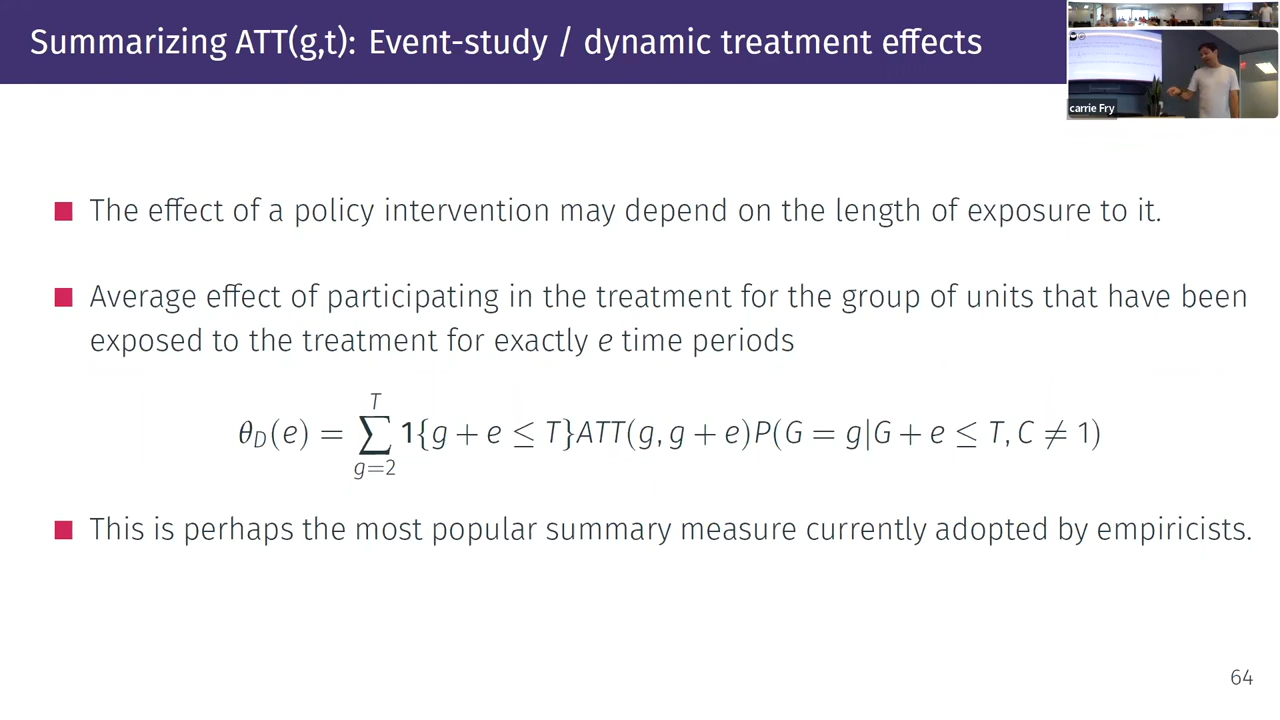 Summarizing ATT(g,t): Event-study / dynamic treatment effects
carrie Fry
■ The effect of a policy intervention may depend on the length of exposure to it.
■ Average effect of participating in the treatment for the group of units that have been
exposed to the treatment for exactly e time periods
θ_D(e) = ∑_{g=2}^{T} 1{g + e ≤ T}ATT(g, g + e)P(G = g|G + e ≤ T, C ≠ 1)
■ This is perhaps the most popular summary measure currently adopted by empiricists.
64